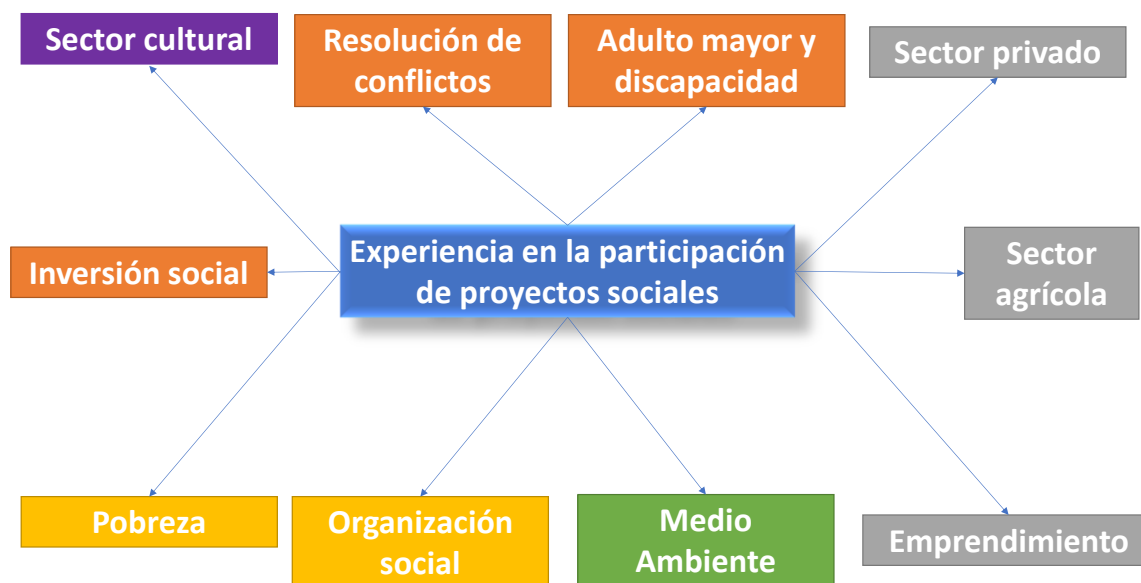 Sector cultural
Resolución de
conflictos
Adulto mayor y
discapacidad
Sector privado
Inversión social
Experiencia en la participación
de proyectos sociales
Sector
agrícola
Pobreza
Organización
social
Medio
Ambiente
Emprendimiento